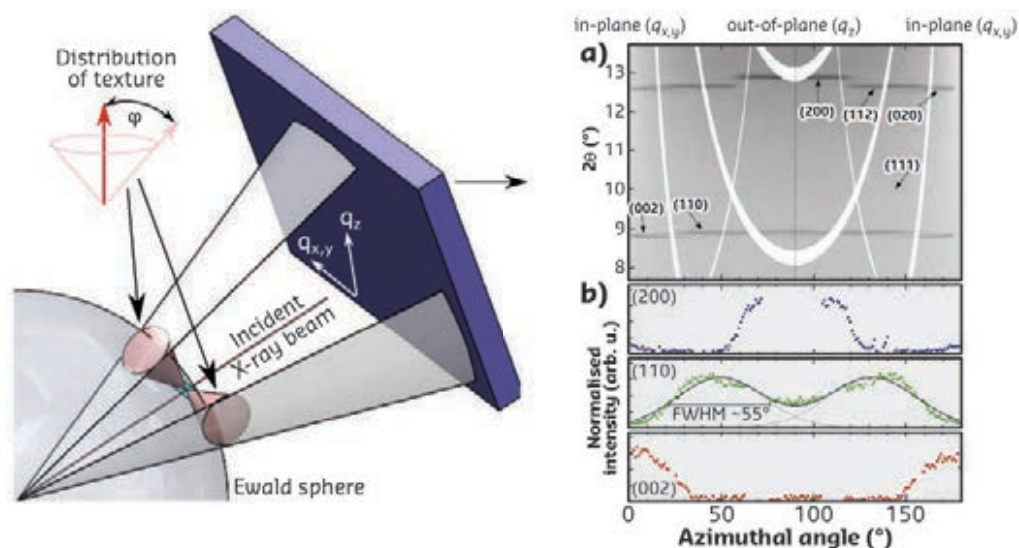 Distribution
of texture
φ
q_z
q_x,y
Incident
X-ray beam
Ewald sphere
in-plane (q_x,y) out-of-plane (q_z) in-plane (q_x,y)
a)
2θ (°)
13
12
11
10
9
8
(200)
(112)
(020)
(111)
(002)
(110)
b)
Normalised
intensity (arb. u.)
(200)
(110)
FWHM ~55°
(002)
0 50 100 150
Azimuthal angle (°)